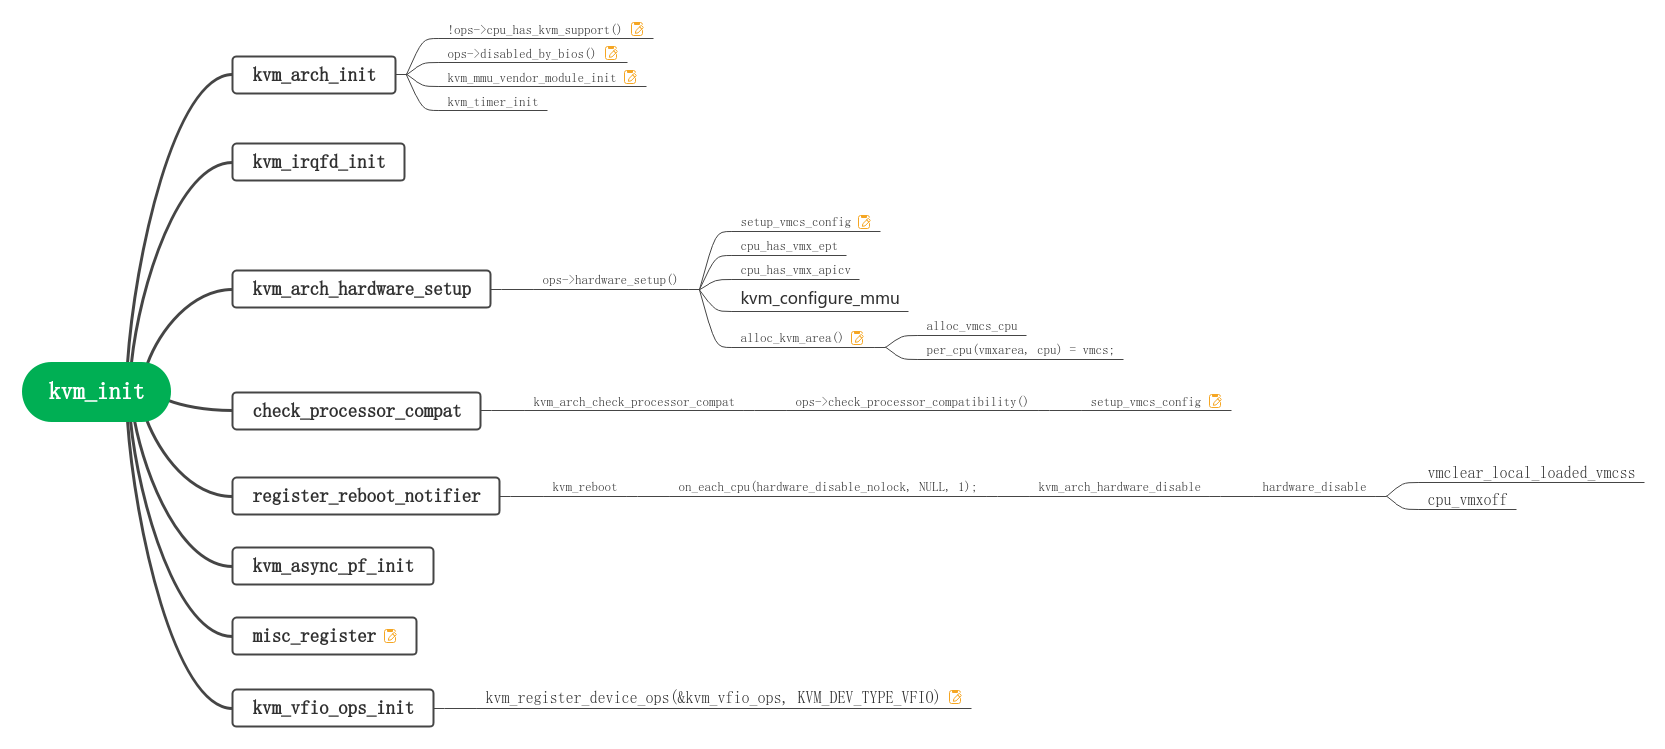 kvm_init
kvm_arch_init
!ops->cpu_has_kvm_support()
ops->disabled_by_bios()
kvm_mmu_vendor_module_init
kvm_timer_init
kvm_irqfd_init
kvm_arch_hardware_setup
ops->hardware_setup()
setup_vmcs_config
cpu_has_vmx_ept
cpu_has_vmx_apicv
kvm_configure_mmu
alloc_kvm_area()
alloc_vmcs_cpu
per_cpu(vmxarea, cpu) = vmcs;
check_processor_compat
kvm_arch_check_processor_compat
ops->check_processor_compatibility()
setup_vmcs_config
register_reboot_notifier
kvm_reboot
on_each_cpu(hardware_disable_nolock, NULL, 1);
kvm_arch_hardware_disable
hardware_disable
vmclear_local_loaded_vmcss
cpu_vmxoff
kvm_async_pf_init
misc_register
kvm_vfio_ops_init
kvm_register_device_ops(&kvm_vfio_ops, KVM_DEV_TYPE_VFIO)